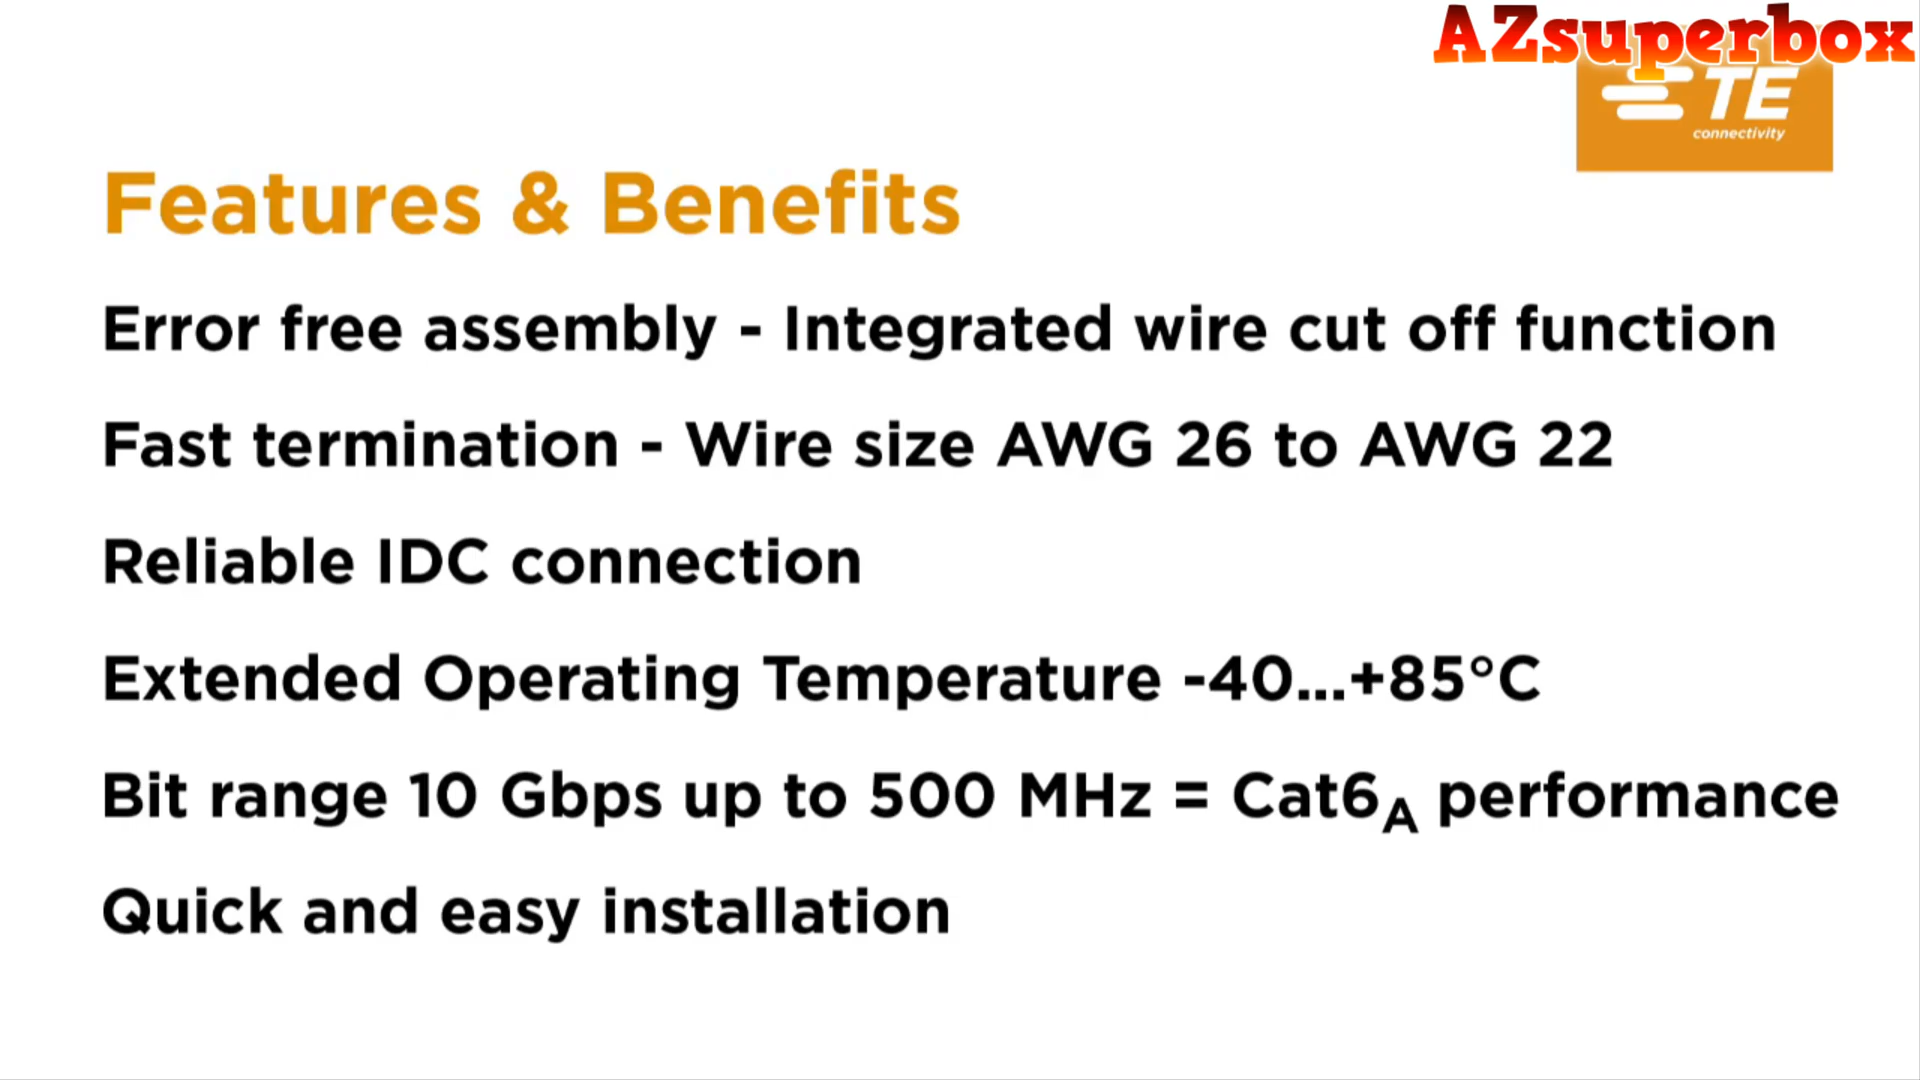 AZsuperbox
TE
connectivity
Features & Benefits
Error free assembly - Integrated wire cut off function
Fast termination - Wire size AWG 26 to AWG 22
Reliable IDC connection
Extended Operating Temperature -40...+85°C
Bit range 10 Gbps up to 500 MHz = Cat6A performance
Quick and easy installation